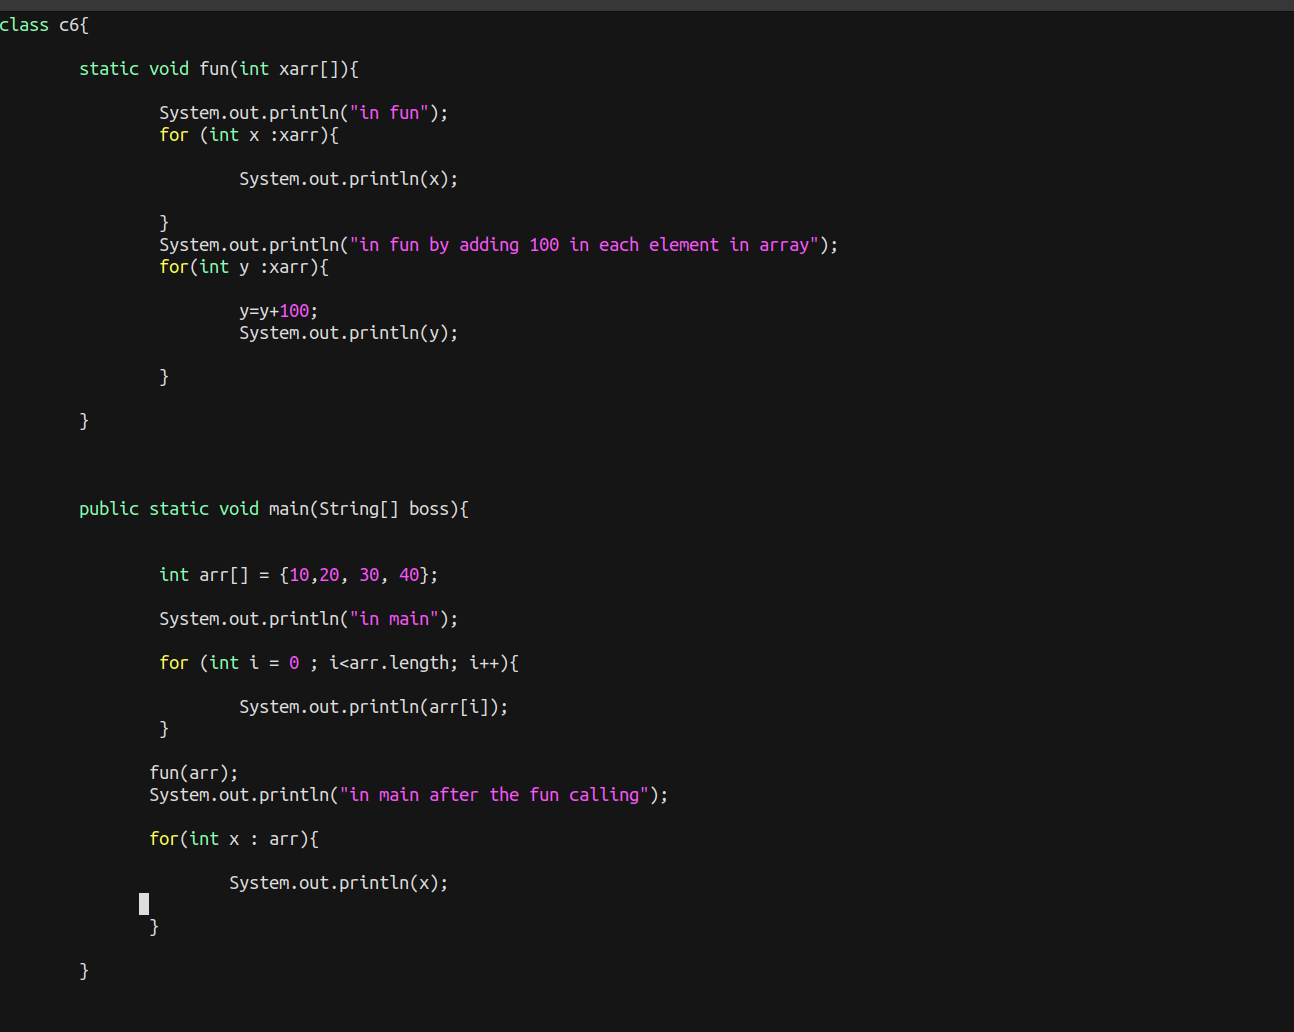 class c6{
static void fun(int xarr[]){
System.out.println("in fun");
for (int x :xarr){
System.out.println(x);
}
System.out.println("in fun by adding 100 in each element in array");
for(int y :xarr){
y=y+100;
System.out.println(y);
}
}
public static void main(String[] boss){
int arr[] = {10,20, 30, 40};
System.out.println("in main");
for (int i = 0 ; i<arr.length; i++){
System.out.println(arr[i]);
}
fun(arr);
System.out.println("in main after the fun calling");
for(int x : arr){
System.out.println(x);
}
}